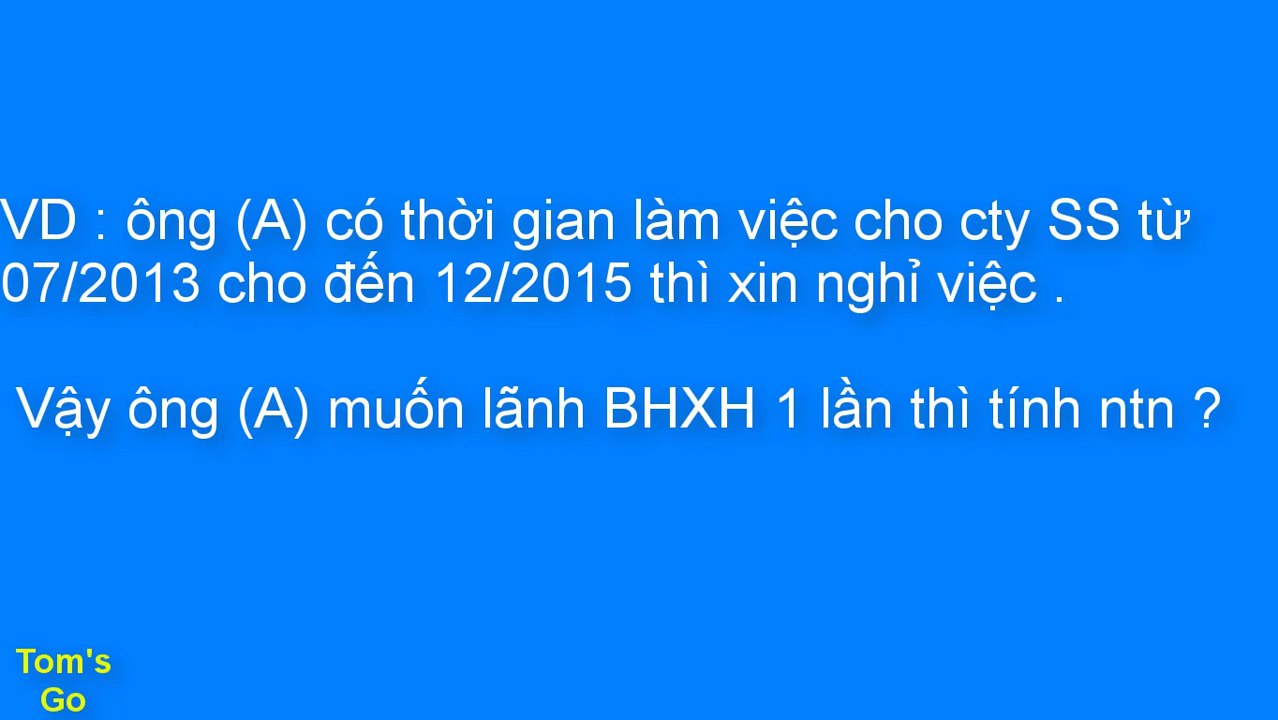 VD : ông (A) có thời gian làm việc cho cty SS từ
07/2013 cho đến 12/2015 thì xin nghỉ việc .
Vậy ông (A) muốn lãnh BHXH 1 lần thì tính ntn ?
Tom's
Go